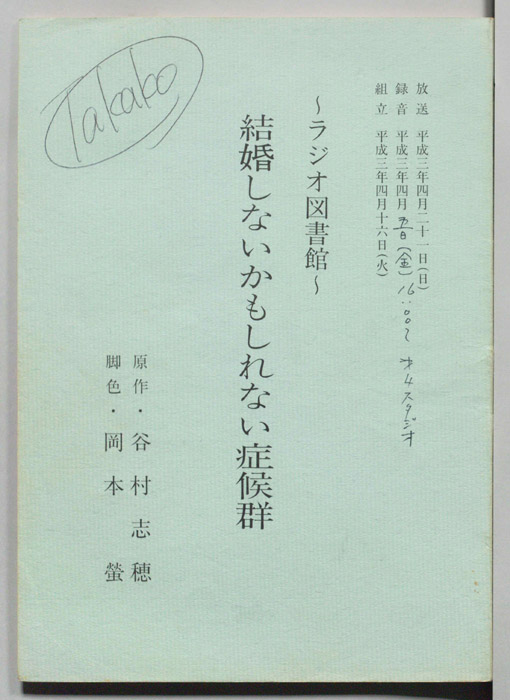 Takako
放送 平成三年四月二十一日(日)
録音 平成三年四月五日(金) 16:00〜 オ4スタジオ
組立 平成三年四月十六日(火)
〜ラジオ図書館〜
結婚しないかもしれない症候群
原作・谷村志穂
脚色・岡本螢